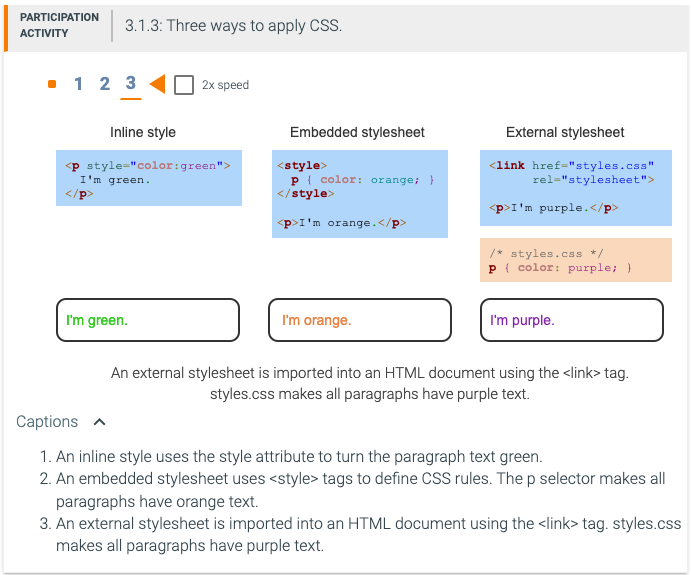 PARTICIPATION
ACTIVITY
3.1.3: Three ways to apply CSS.
1 2 3 2x speed
Inline style
<p style="color:green">
I'm green.
</p>
Embedded stylesheet
<style>
p { color: orange; }
</style>
<p>I'm orange.</p>
External stylesheet
<link href="styles.css"
rel="stylesheet">
<p>I'm purple.</p>
/* styles.css */
p { color: purple; }
I'm green.
I'm orange.
I'm purple.
An external stylesheet is imported into an HTML document using the <link> tag.
styles.css makes all paragraphs have purple text.
Captions
1. An inline style uses the style attribute to turn the paragraph text green.
2. An embedded stylesheet uses <style> tags to define CSS rules. The p selector makes all
paragraphs have orange text.
3. An external stylesheet is imported into an HTML document using the <link> tag. styles.css
makes all paragraphs have purple text.